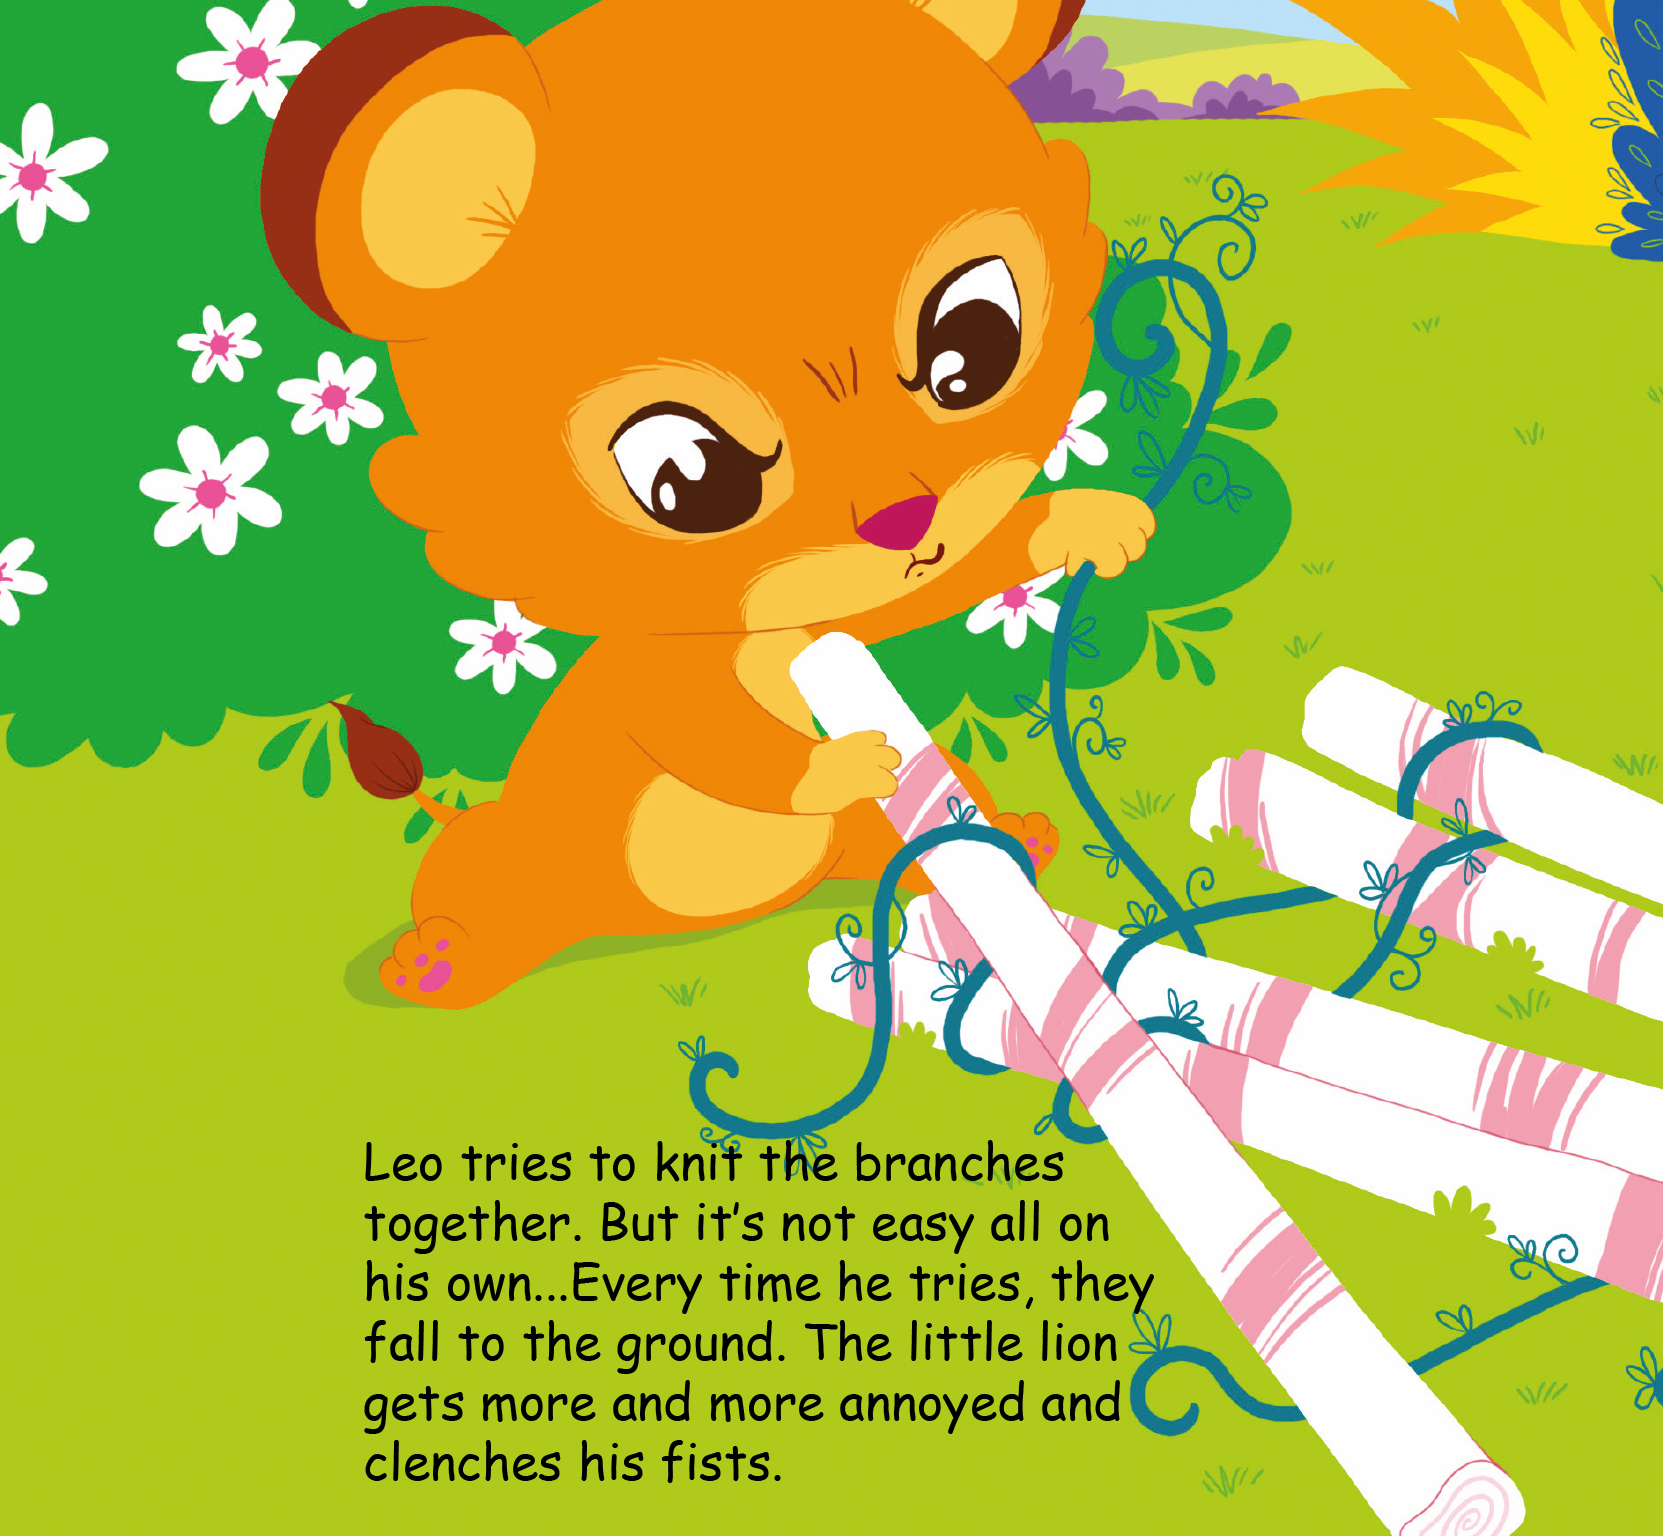 Leo tries to knit the branches
together. But it's not easy all on
his own...Every time he tries, they
fall to the ground. The little lion
gets more and more annoyed and
clenches his fists.